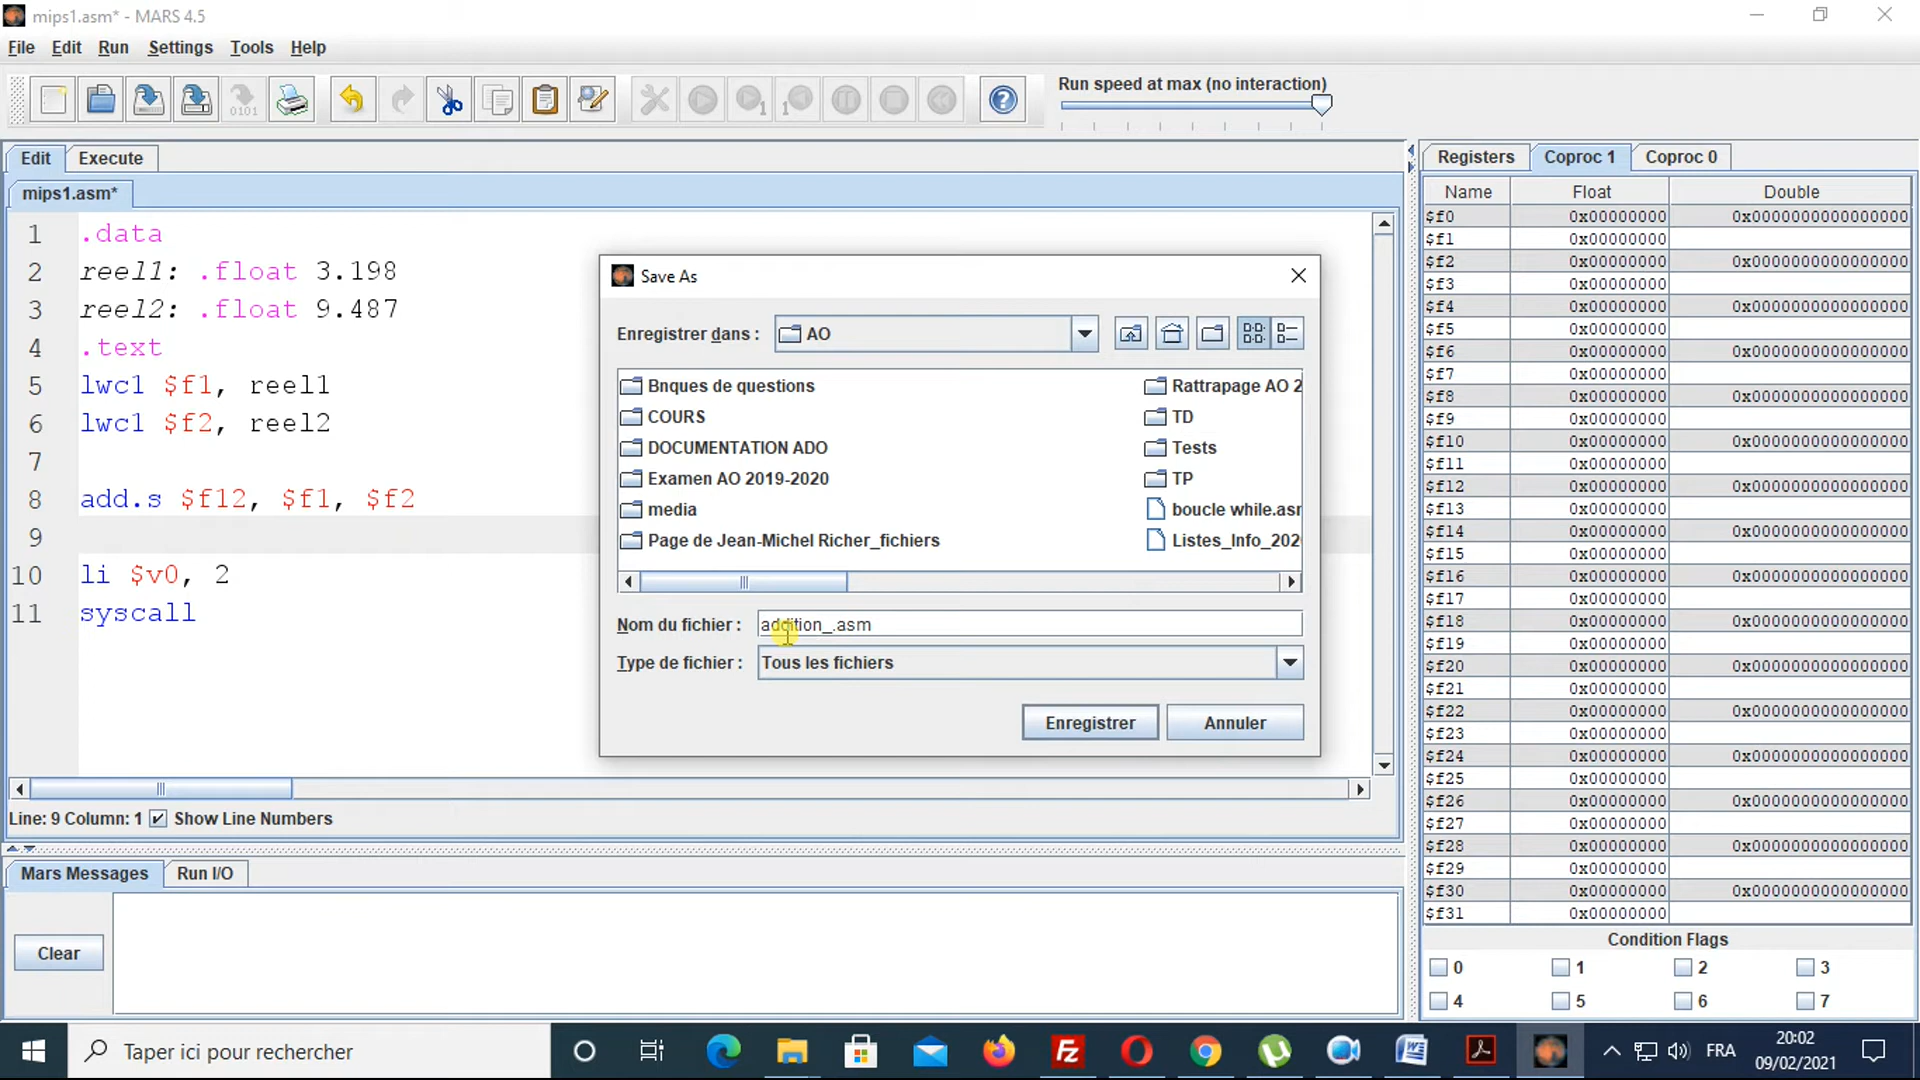 mips1.asm* - MARS 4.5
File Edit Run Settings Tools Help
Run speed at max (no interaction)
Edit Execute
mips1.asm*
1 .data
2 reel1: .float 3.198
3 reel2: .float 9.487
4 .text
5 lwc1 $f1, reel1
6 lwc1 $f2, reel2
7
8 add.s $f12, $f1, $f2
9
10 li $v0, 2
11 syscall
Line: 9 Column: 1 Show Line Numbers
Save As
Enregistrer dans : AO
Bnques de questions
COURS
DOCUMENTATION ADO
Examen AO 2019-2020
media
Page de Jean-Michel Richer_fichiers
Rattrapage AO 2
TD
Tests
TP
boucle while.asm
Listes_Info_202
Nom du fichier : addition_.asm
Type de fichier : Tous les fichiers
Enregistrer Annuler
Registers Coproc 1 Coproc 0
Name Float Double
$f0 0x00000000 0x0000000000000000
$f1 0x00000000
$f2 0x00000000 0x0000000000000000
$f3 0x00000000
$f4 0x00000000 0x0000000000000000
$f5 0x00000000
$f6 0x00000000 0x0000000000000000
$f7 0x00000000
$f8 0x00000000 0x0000000000000000
$f9 0x00000000
$f10 0x00000000 0x0000000000000000
$f11 0x00000000
$f12 0x00000000 0x0000000000000000
$f13 0x00000000
$f14 0x00000000 0x0000000000000000
$f15 0x00000000
$f16 0x00000000 0x0000000000000000
$f17 0x00000000
$f18 0x00000000 0x0000000000000000
$f19 0x00000000
$f20 0x00000000 0x0000000000000000
$f21 0x00000000
$f22 0x00000000 0x0000000000000000
$f23 0x00000000
$f24 0x00000000 0x0000000000000000
$f25 0x00000000
$f26 0x00000000 0x0000000000000000
$f27 0x00000000
$f28 0x00000000 0x0000000000000000
$f29 0x00000000
$f30 0x00000000 0x0000000000000000
$f31 0x00000000
Condition Flags
0 1 2 3
4 5 6 7
Mars Messages Run I/O
Clear
Taper ici pour rechercher
FRA
20:02
09/02/2021